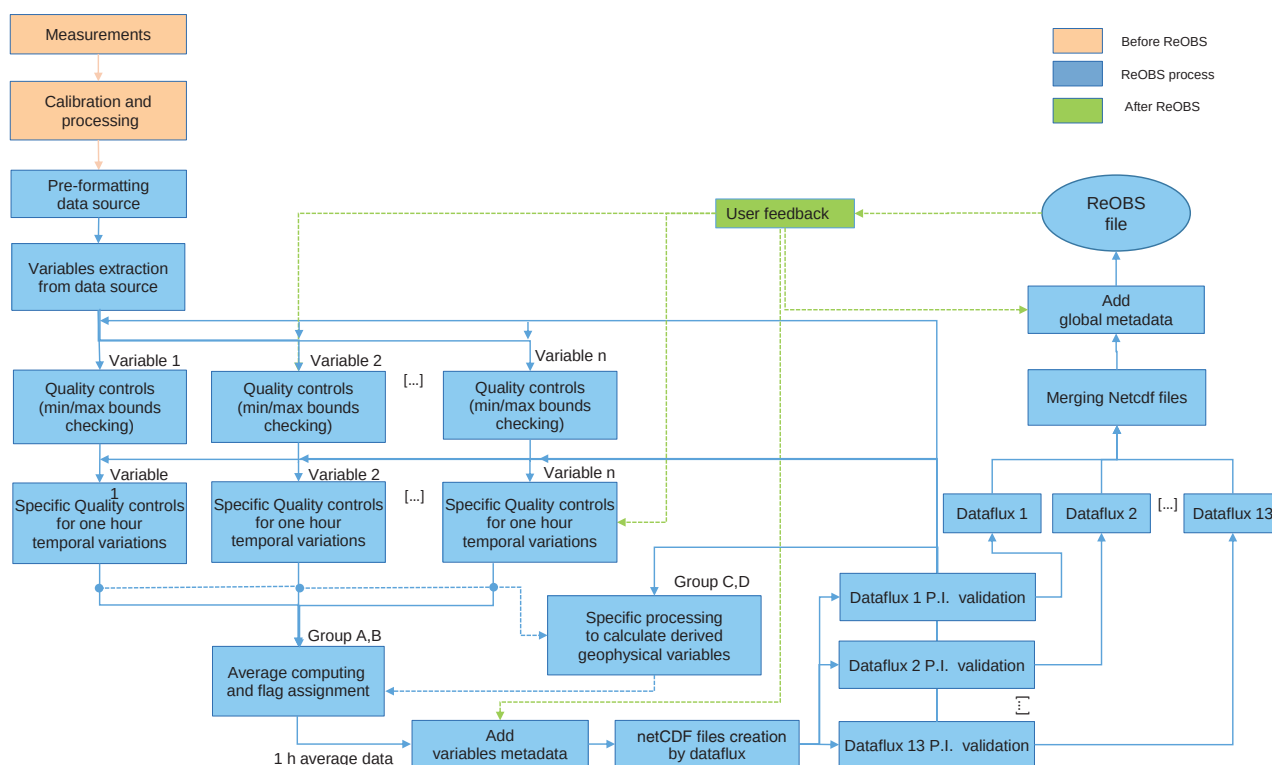 Measurements
Calibration and
processing
Pre-formatting
data source
Variables extraction
from data source
Before ReOBS
ReOBS process
After ReOBS
User feedback
ReOBS
file
Add
global metadata
Merging Netcdf files
Variable 1
Variable 2
[...]
Variable n
Quality controls
(min/max bounds
checking)
Quality controls
(min/max bounds
checking)
Quality controls
(min/max bounds
checking)
Variable
1
Variable 2
[...]
Variable n
Specific Quality controls
for one hour
temporal variations
Specific Quality controls
for one hour
temporal variations
Specific Quality controls
for one hour
temporal variations
Dataflux 1
Dataflux 2
[...]
Dataflux 13
Group C,D
Specific processing
to calculate derived
geophysical variables
Group A,B
Average computing
and flag assignment
Dataflux 1 P.I. validation
Dataflux 2 P.I. validation
[...]
Dataflux 13 P.I. validation
1 h average data
Add
variables metadata
netCDF files creation
by dataflux